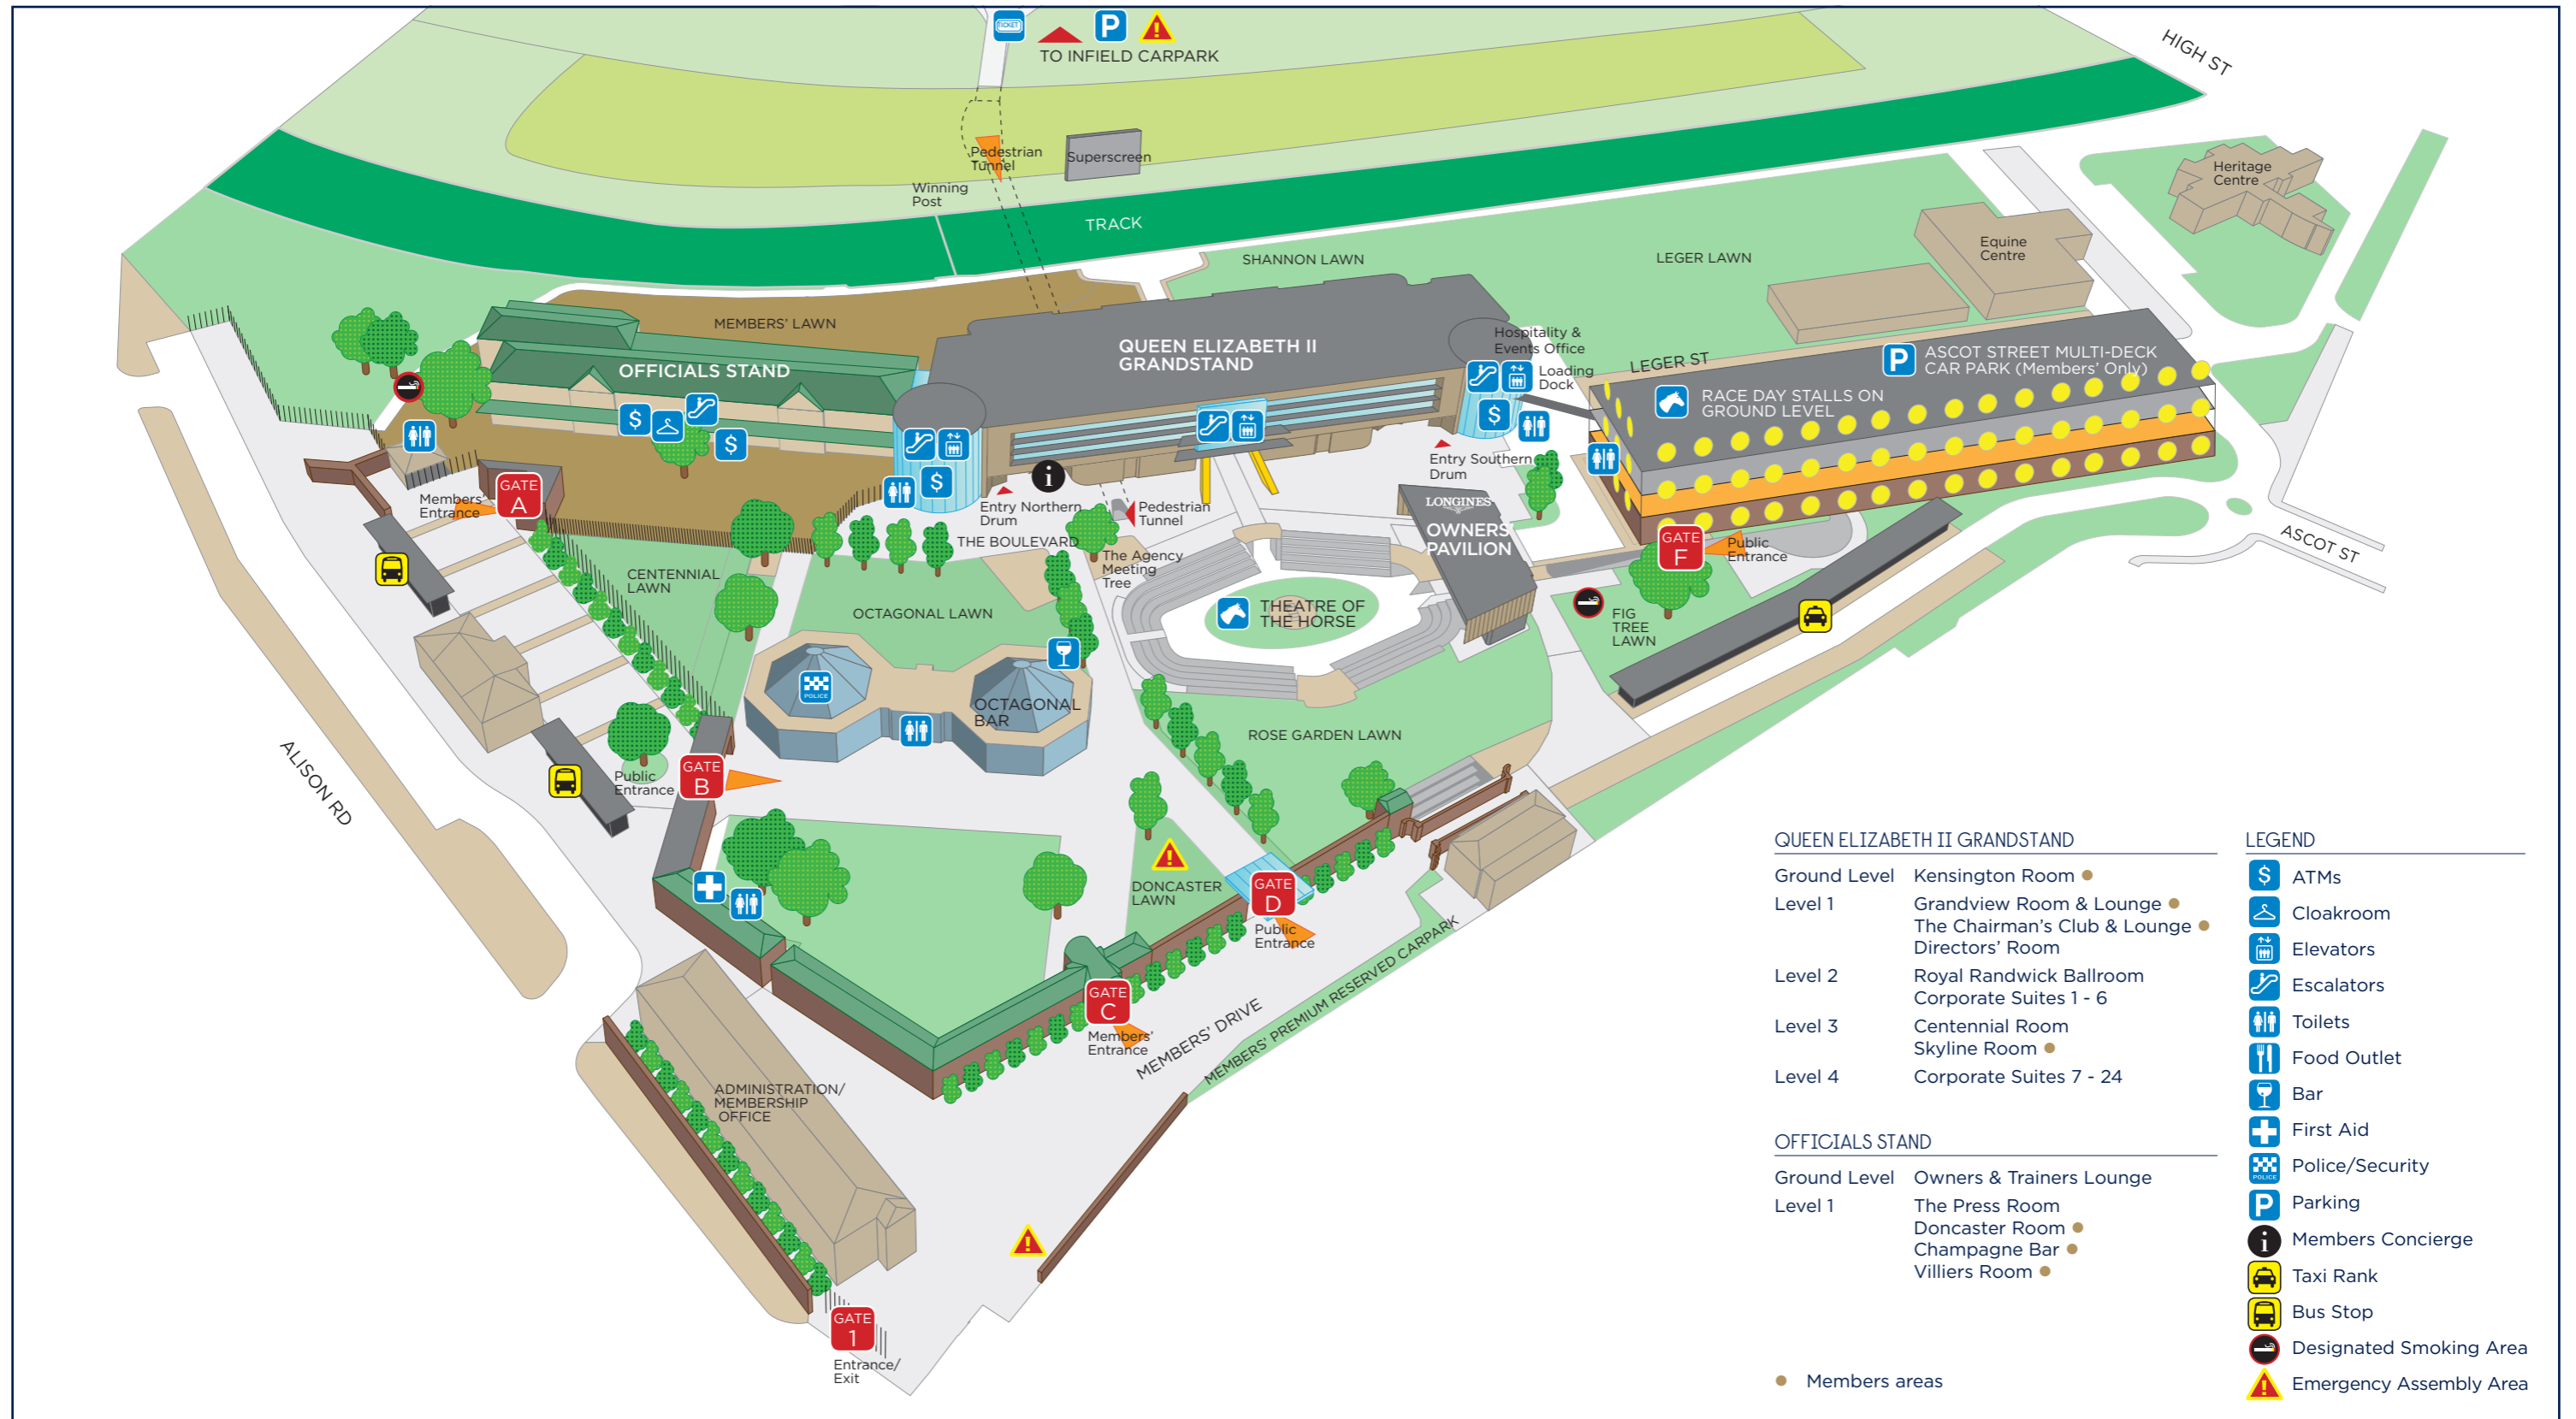 TICKET
P
TO INFIELD CARPARK
HIGH ST
Pedestrian
Tunnel
Superscreen
Winning
Post
TRACK
Heritage
Centre
Equine
Centre
SHANNON LAWN
LEGER LAWN
MEMBERS' LAWN
QUEEN ELIZABETH II
GRANDSTAND
OFFICIALS STAND
Hospitality &
Events Office
Loading
Dock
LEGER ST
P
ASCOT STREET MULTI-DECK
CAR PARK (Members' Only)
RACE DAY STALLS ON
GROUND LEVEL
$
$
$
$
i
Entry Southern
Drum
Members'
Entrance
GATE
A
Entry Northern
Drum
Pedestrian
Tunnel
LONGINES
OWNERS
PAVILION
THE BOULEVARD
The Agency
Meeting
Tree
GATE
F
Public
Entrance
ASCOT ST
CENTENNIAL
LAWN
OCTAGONAL LAWN
THEATRE OF
THE HORSE
FIG
TREE
LAWN
POLICE
OCTAGONAL
BAR
ROSE GARDEN LAWN
ALISON RD
Public
Entrance
GATE
B
DONCASTER
LAWN
GATE
D
Public
Entrance
GATE
C
Members'
Entrance
MEMBERS' DRIVE
MEMBERS' PREMIUM RESERVED CARPARK
ADMINISTRATION/
MEMBERSHIP
OFFICE
GATE
1
Entrance/
Exit
QUEEN ELIZABETH II GRANDSTAND
Ground Level Kensington Room
Level 1 Grandview Room & Lounge
The Chairman's Club & Lounge
Directors' Room
Level 2 Royal Randwick Ballroom
Corporate Suites 1 - 6
Level 3 Centennial Room
Skyline Room
Level 4 Corporate Suites 7 - 24
OFFICIALS STAND
Ground Level Owners & Trainers Lounge
Level 1 The Press Room
Doncaster Room
Champagne Bar
Villiers Room
Members areas
LEGEND
$ ATMs
Cloakroom
Elevators
Escalators
Toilets
Food Outlet
Bar
First Aid
POLICE Police/Security
P Parking
i Members Concierge
Taxi Rank
Bus Stop
Designated Smoking Area
! Emergency Assembly Area